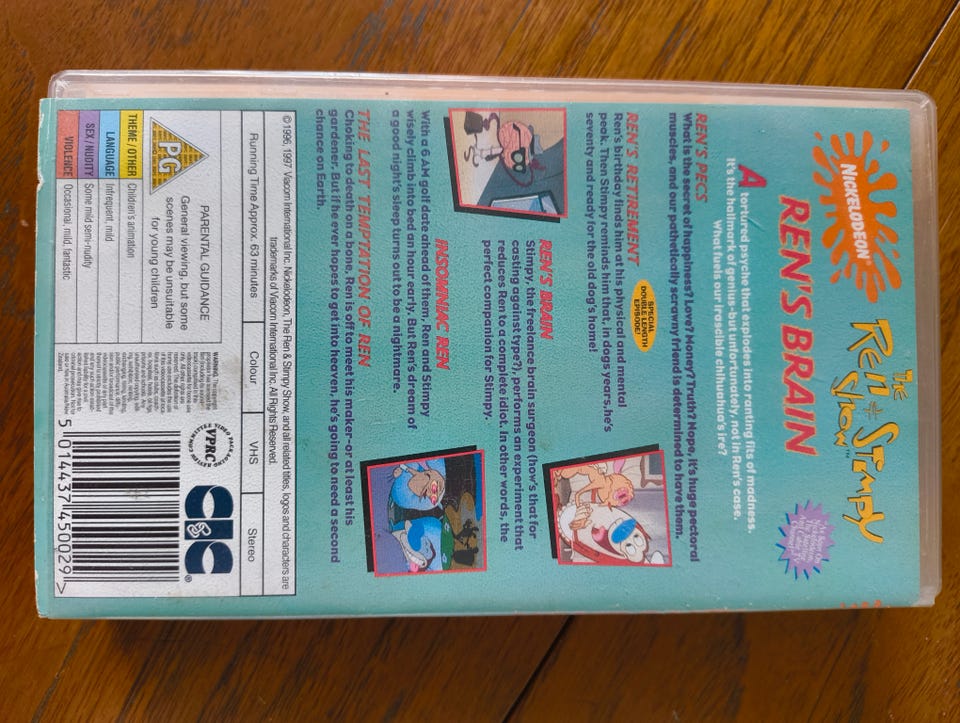 NICKELODEON®
THE
REN + STIMPY
SHOW™
REN'S BRAIN
As Seen On
A tortured psyche that explodes into ranting fits of madness.
It's the hallmark of genius-but unfortunately, not in Ren's case.
What fuels our irascible chihuahua's ire?
REN'S PECS
What is the secret of happiness? Love? Money? Truth? Nope, it's huge pectoral
muscles, and our pathetically scrawny friend is determined to have them.
REN'S RETIREMENT
SPECIAL
DOUBLE LENGTH
EPISODE!
Ren's birthday finds him at his physical and mental
peak. Then Stimpy reminds him that, in dogs years, he's
seventy and ready for the old dog's home!
REN'S BRAIN
Stimpy, the freelance brain surgeon (how's that for
casting against type?), performs an experiment that
reduces Ren to a complete idiot. In other words, the
perfect companion for Stimpy.
INSOMNIAC REN
With a 6AM golf date ahead of them, Ren and Stimpy
wisely climb into bed an hour early. But Ren's dream of
a good night's sleep turns out to be a nightmare.
THE LAST TEMPTATION OF REN
Choking to death on a bone, Ren is off to meet his maker-or at least his
gardener. But if he ever hopes to get into heaven, he's going to need a second
chance on Earth.
©1996, 1997 Viacom International Inc. Nickelodeon, The Ren & Stimpy Show, and all related titles, logos and characters are
trademarks of Viacom International Inc. All Rights Reserved.
Running Time Approx. 63 minutes
Colour
VHS
Stereo
PG
PARENTAL GUIDANCE
General viewing, but some
scenes may be unsuitable
for young children
THEME / OTHER Children's animation
LANGUAGE Infrequent, mild
SEX / NUDITY Some mild semi-nudity
VIOLENCE Occasional, mild, fantastic
VPRC
CIC®
5 014437 450029 >